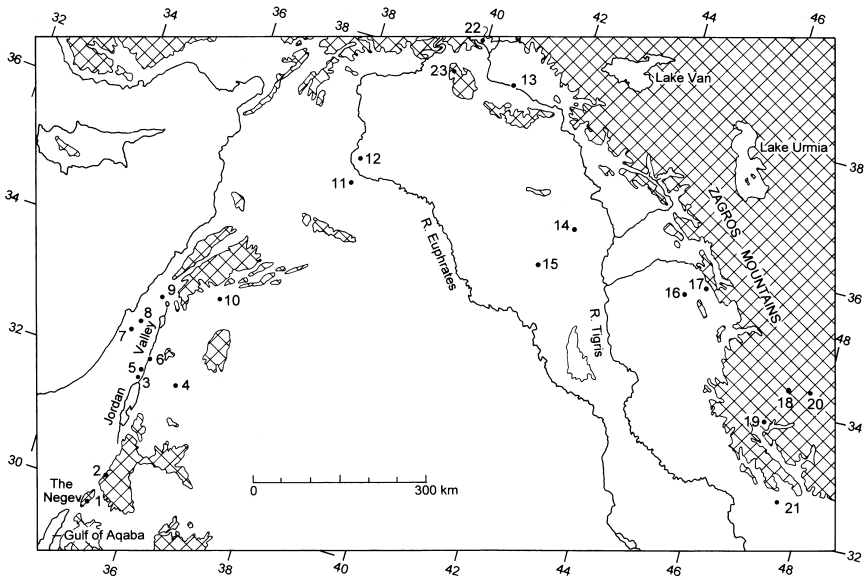 32 34 38 40 42 44 46
22
36
23
13
Lake Van
Lake Urmia
12
11
38
34
ZAGROS MOUNTAINS
14
15
R. Euphrates
9
10
17
16
36
8
7
32
R. Tigris
Valley
6
5
3
4
48
Jordan
18
20
19
34
30
2
The
Negev
1
0 300 km
21
Gulf of Aqaba
32
36 38 40 42 44 46 48